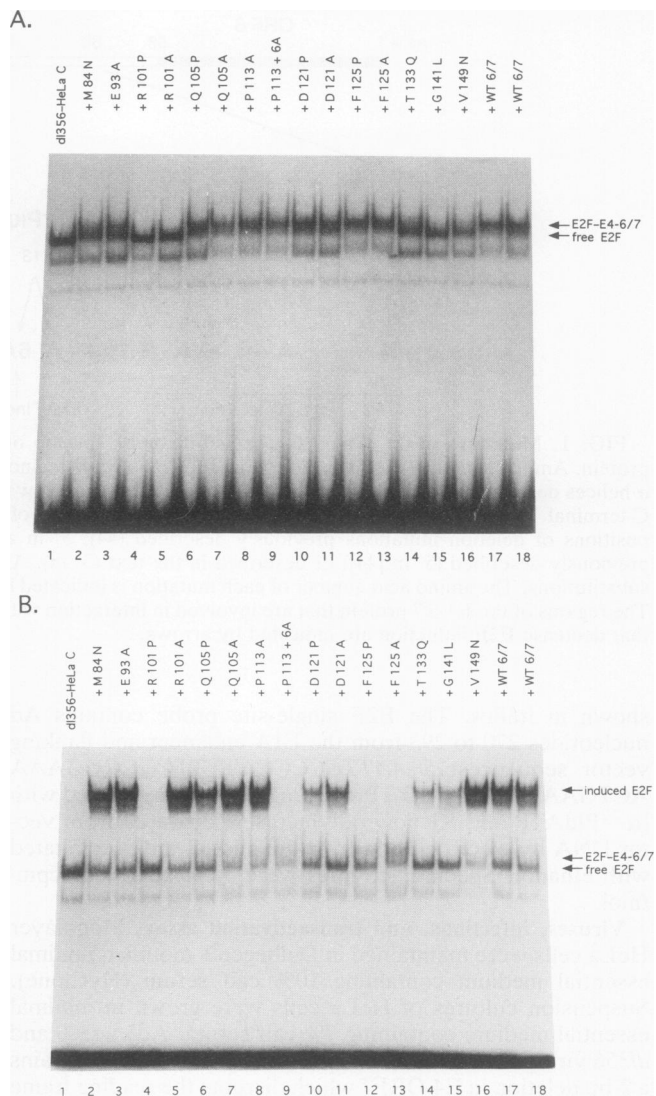 A.
dl356-HeLa C
+ M 84 N
+ E 93 A
+ R 101 P
+ R 101 A
+ Q 105 P
+ Q 105 A
+ P 113 A
+ P 113 + 6A
+ D 121 P
+ D 121 A
+ F 125 P
+ F 125 A
+ T 133 Q
+ G 141 L
+ V 149 N
+ WT 6/7
+ WT 6/7
E2F-E4-6/7
free E2F
1 2 3 4 5 6 7 8 9 10 11 12 13 14 15 16 17 18
B.
dl356-HeLa C
+ M 84 N
+ E 93 A
+ R 101 P
+ R 101 A
+ Q 105 P
+ Q 105 A
+ P 113 A
+ P 113 + 6A
+ D 121 P
+ D 121 A
+ F 125 P
+ F 125 A
+ T 133 Q
+ G 141 L
+ V 149 N
+ WT 6/7
+ WT 6/7
induced E2F
E2F-E4-6/7
free E2F
1 2 3 4 5 6 7 8 9 10 11 12 13 14 15 16 17 18